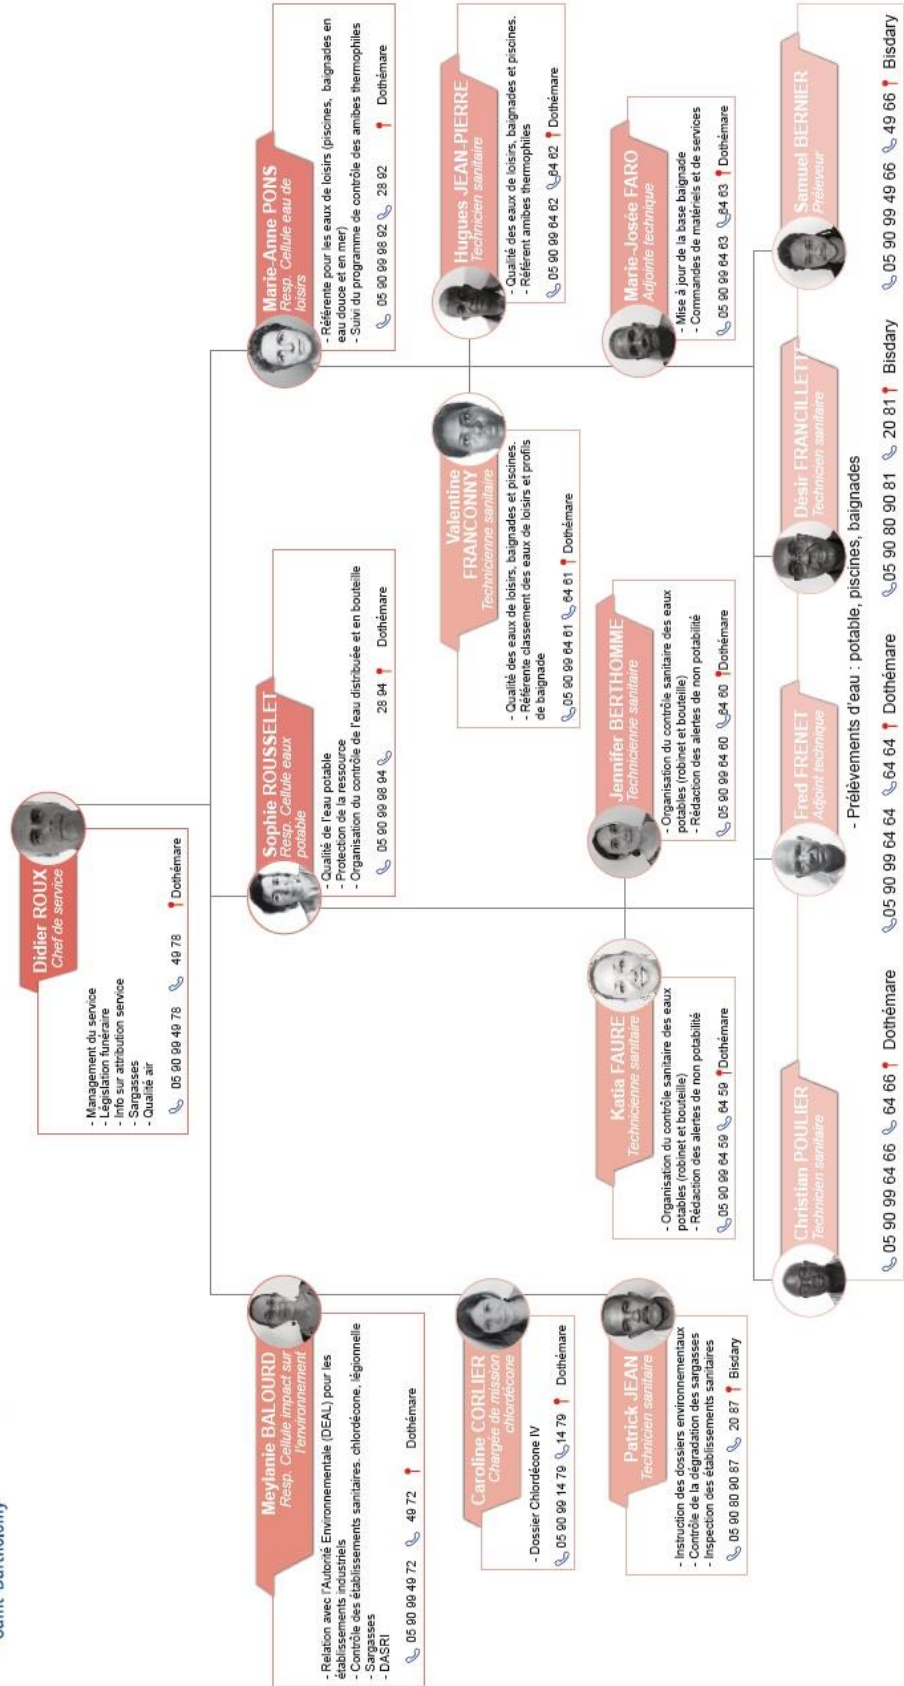 Saint-Barthélemy
Didier ROUX
Chef de service
- Management du service
- Législation funéraire
- Info sur attribution service
- Sargasses
- Qualité air
05 90 99 49 78 49 78 Dothémare
Meylanie BALOURD
Resp. Cellule impact sur
l'environnement
- Relation avec l'Autorité Environnementale (DEAL) pour les
établissements industriels
- Contrôle des établissements sanitaires, chlordécone, légionnelle
- Sargasses
- DASRI
05 90 99 49 72 49 72 Dothémare
Sophie ROUSSELET
Resp. Cellule eaux
potable
- Qualité de l'eau potable
- Protection de la ressource
- Organisation du contrôle de l'eau distribuée et en bouteille
05 90 99 98 94 28 94 Dothémare
Marie-Anne PONS
Resp. Cellule eau de
loisirs
- Référente pour les eaux de loisirs (piscines, baignades en
eau douce et en mer)
- Suivi du programme de contrôle des amibes thermophiles
05 90 99 98 92 28 92 Dothémare
Caroline CORLIER
Chargée de mission
chlordécone
- Dossier Chlordécone IV
05 90 99 14 79 14 79 Dothémare
Valentine
FRANCONNY
Technicienne sanitaire
- Qualité des eaux de loisirs, baignades et piscines.
- Référente classement des eaux de loisirs et profils
de baignade
05 90 99 64 61 64 61 Dothémare
Hugues JEAN-PIERRE
Technicien sanitaire
- Qualité des eaux de loisirs, baignades et piscines.
- Référent amibes thermophiles
05 90 99 64 62 64 62 Dothémare
Patrick JEAN
Technicien sanitaire
- Instruction des dossiers environnementaux
- Contrôle de la dégradation des sargasses
- Inspection des établissements sanitaires
05 90 80 90 87 20 87 Bisdary
Katia FAURE
Technicienne sanitaire
- Organisation du contrôle sanitaire des eaux
potables (robinet et bouteille)
- Rédaction des alertes de non potabilité
05 90 99 64 59 64 59 Dothémare
Jennifer BERTHOMME
Technicienne sanitaire
- Organisation du contrôle sanitaire des eaux
potables (robinet et bouteille)
- Rédaction des alertes de non potabilité
05 90 99 64 60 64 60 Dothémare
Marie-Josée FARO
Adjointe technique
- Mise à jour de la base baignade
- Commandes de matériels et de services
05 90 99 64 63 64 63 Dothémare
Christian POULIER
Technicien sanitaire
Fred FRENET
Adjoint technique
Désir FRANCILLETT
Technicien sanitaire
Samuel BERNIER
Préleveur
- Prélèvements d'eau : potable, piscines, baignades
05 90 99 64 66 64 66 Dothémare
05 90 99 64 64 64 64 Dothémare
05 90 80 90 81 20 81 Bisdary
05 90 99 49 66 49 66 Bisdary